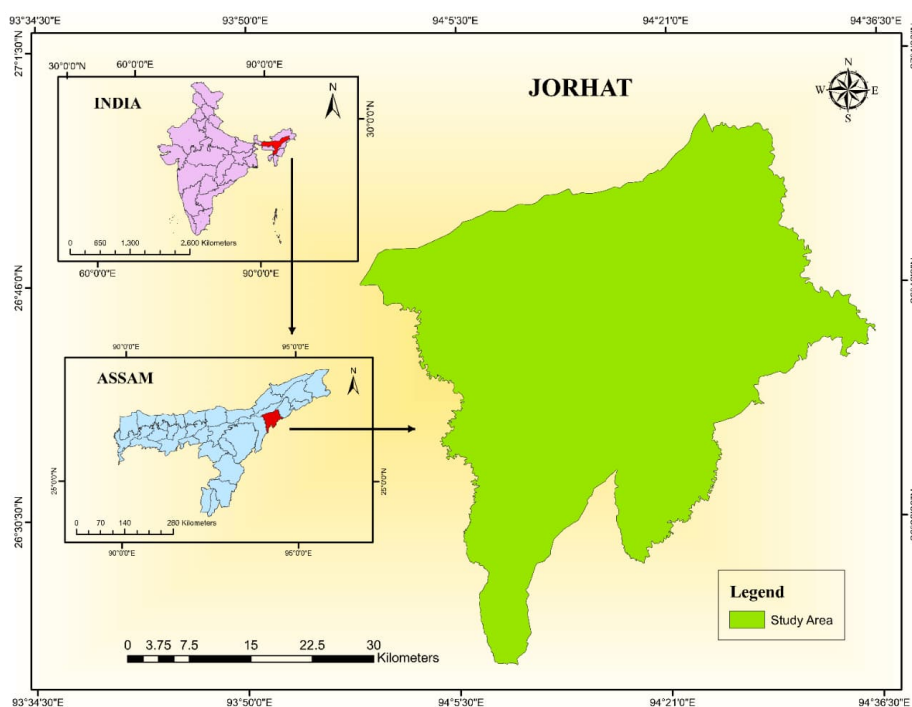 93°34'30"E 93°50'0"E 94°5'30"E 94°21'0"E 94°36'30"E
27°1'30"N
30°0'0"E 60°0'0"E 90°0'0"E
INDIA
N
30°0'0"N
0 650 1,300 2,600 Kilometers
60°0'0"E 90°0'0"E
JORHAT
N
W E
S
26°46'0"N
90°0'0"E 95°0'0"E
ASSAM
N
25°0'0"N 25°0'0"N
0 70 140 280 Kilometers
90°0'0"E 95°0'0"E
26°30'30"N
Legend
Study Area
0 3.75 7.5 15 22.5 30
Kilometers
93°34'30"E 93°50'0"E 94°5'30"E 94°21'0"E 94°36'30"E